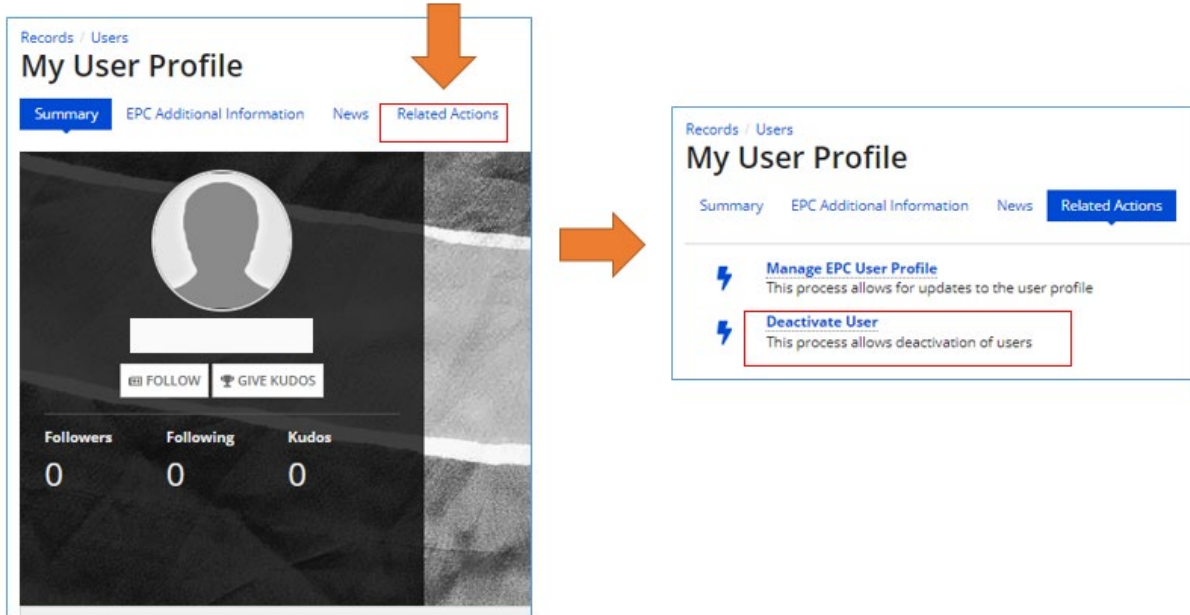 Records / Users
My User Profile
Summary EPC Additional Information News Related Actions
FOLLOW GIVE KUDOS
Followers Following Kudos
0 0 0
Records / Users
My User Profile
Summary EPC Additional Information News Related Actions
Manage EPC User Profile
This process allows for updates to the user profile
Deactivate User
This process allows deactivation of users